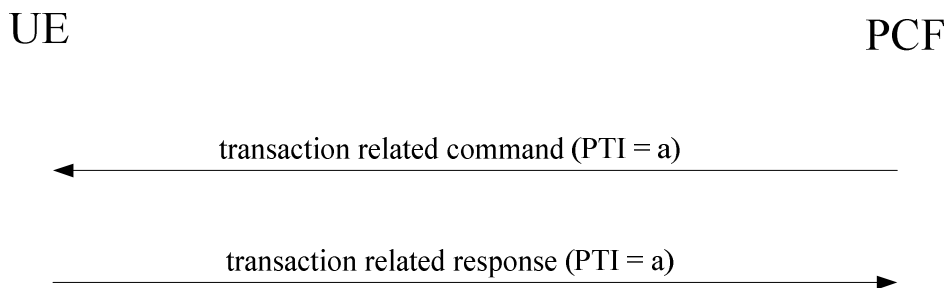 UE PCF
transaction related command (PTI = a)
transaction related response (PTI = a)